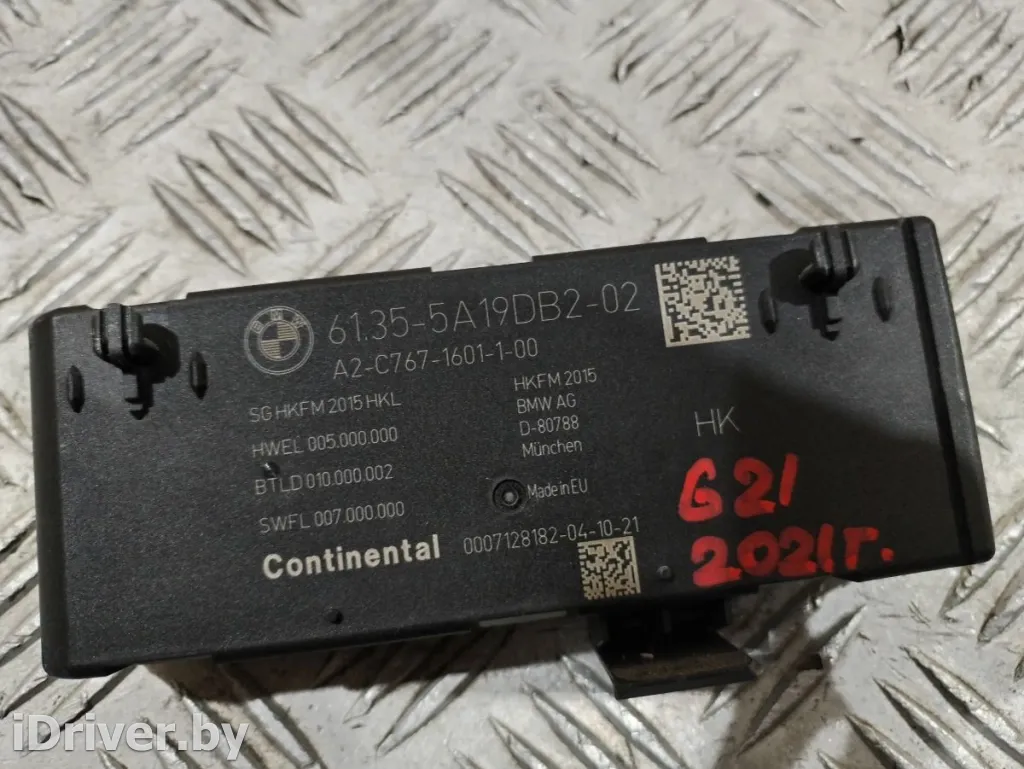 BMW
61.35-5A19DB2-02
A2-C767-1601-1-00
SG HKFM 2015 HKL
HWEL 005.000.000
BTLD 010.000.002
SWFL 007.000.000
HKFM 2015
BMW AG
D-80788
München
Made in EU
HK
Continental
0007128182-04-10-21
G21
2021г.
iDriver.by